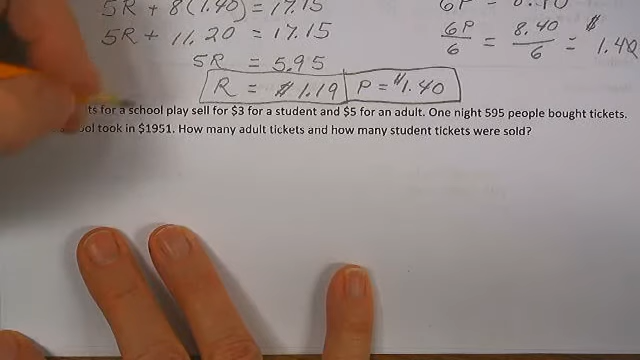 5R + 8(1.40) = 17.15
5R + 11.20 = 17.15
5R = 5.95
R = $1.19 P = $1.40
6P = 8.40
6P/6 = 8.40/6 = $1.40
ts for a school play sell for $3 for a student and $5 for an adult. One night 595 people bought tickets.
ol took in $1951. How many adult tickets and how many student tickets were sold?